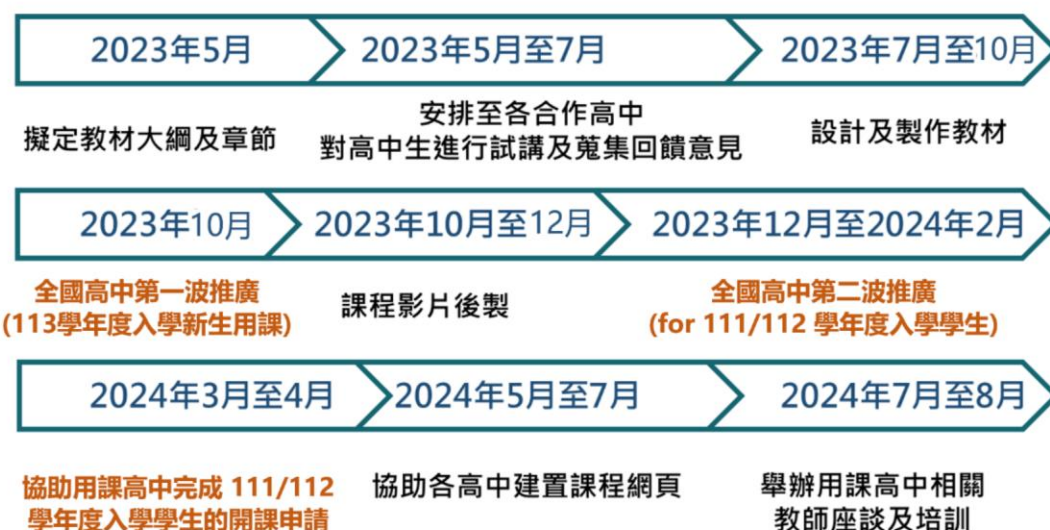 2023年5月
2023年5月至7月
2023年7月至10月
擬定教材大綱及章節
安排至各合作高中
對高中生進行試講及蒐集回饋意見
設計及製作教材
2023年10月
2023年10月至12月
2023年12月至2024年2月
全國高中第一波推廣
(113學年度入學新生用課)
課程影片後製
全國高中第二波推廣
(for 111/112 學年度入學學生)
2024年3月至4月
2024年5月至7月
2024年7月至8月
協助用課高中完成 111/112
學年度入學學生的開課申請
協助各高中建置課程網頁
舉辦用課高中相關
教師座談及培訓